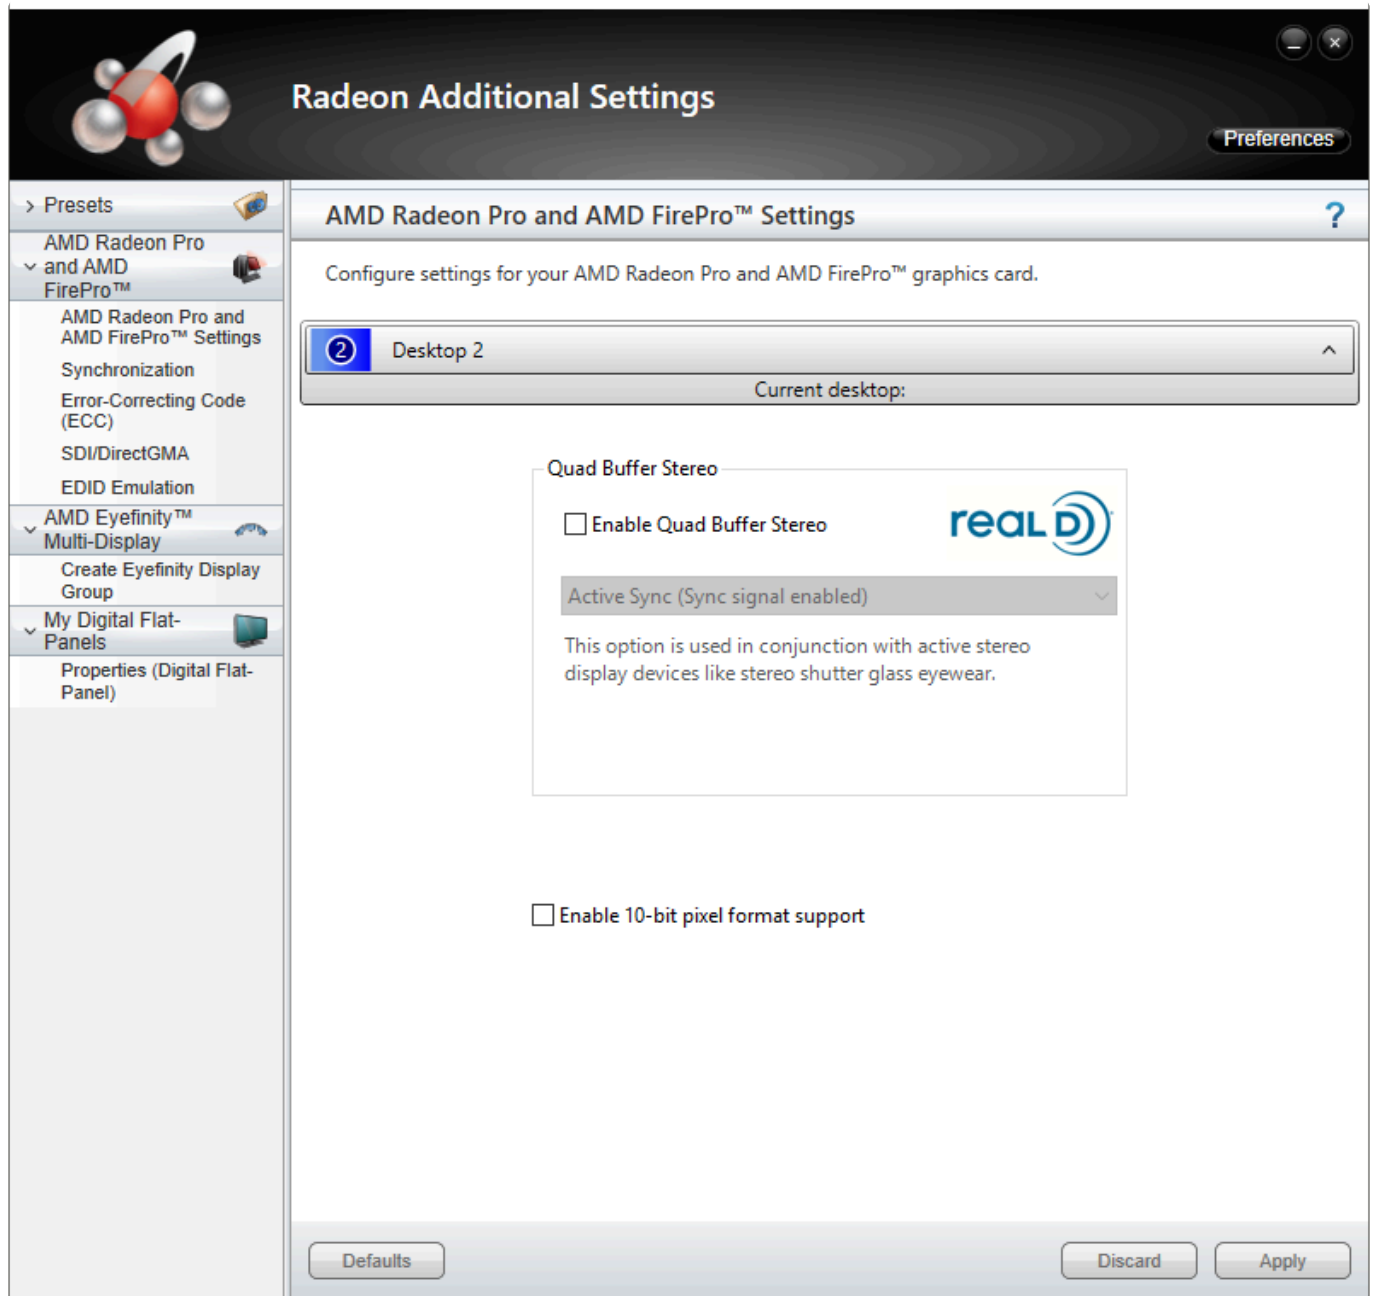 Radeon Additional Settings
Preferences
Presets
AMD Radeon Pro
and AMD
FirePro™
AMD Radeon Pro and
AMD FirePro™ Settings
Synchronization
Error-Correcting Code
(ECC)
SDI/DirectGMA
EDID Emulation
AMD Eyefinity™
Multi-Display
Create Eyefinity Display
Group
My Digital Flat-
Panels
Properties (Digital Flat-
Panel)
AMD Radeon Pro and AMD FirePro™ Settings
?
Configure settings for your AMD Radeon Pro and AMD FirePro™ graphics card.
2 Desktop 2
Current desktop:
Quad Buffer Stereo
Enable Quad Buffer Stereo
reaL D
Active Sync (Sync signal enabled)
This option is used in conjunction with active stereo
display devices like stereo shutter glass eyewear.
Enable 10-bit pixel format support
Defaults
Discard
Apply